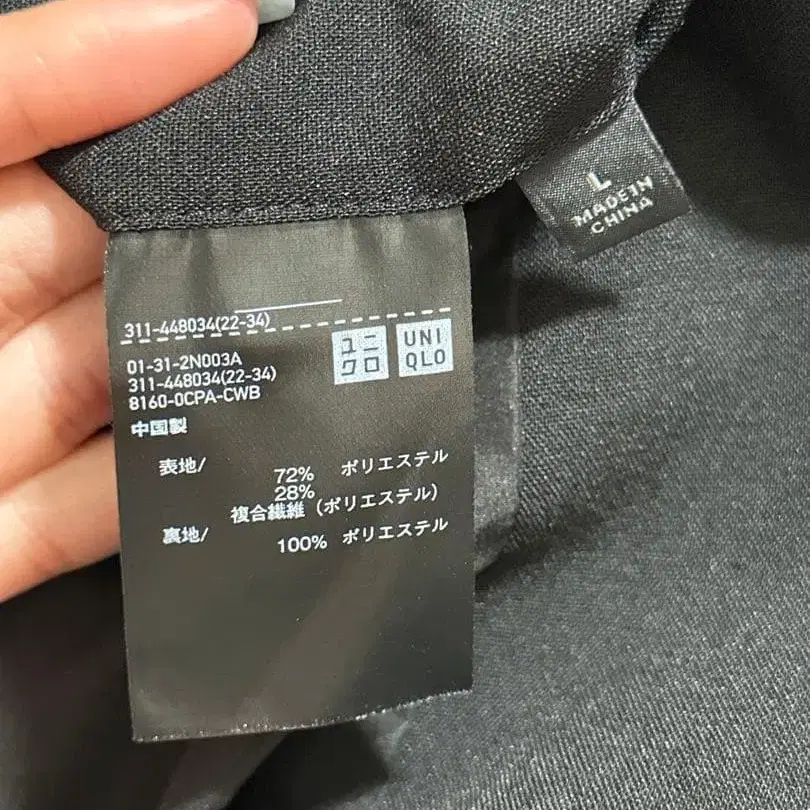 L
MADE IN
CHINA
311-448034(22-34)
ユニ
クロ
UNI
QLO
01-31-2N003A
311-448034(22-34)
8160-0CPA-CWB
中国製
表地/ 72% ポリエステル
28%
複合繊維（ポリエステル）
裏地/ 100% ポリエステル